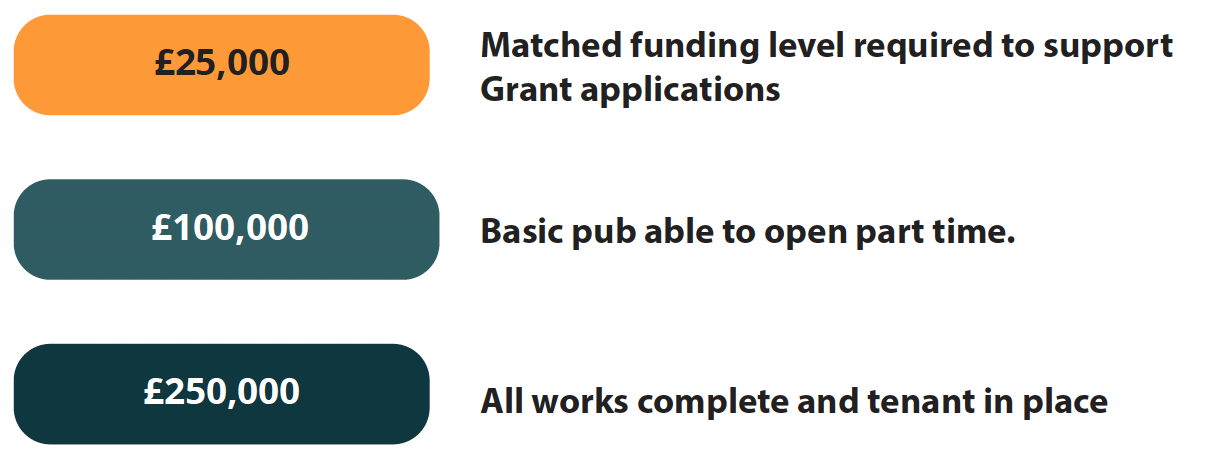 £25,000
Matched funding level required to support
Grant applications
£100,000
Basic pub able to open part time.
£250,000
All works complete and tenant in place